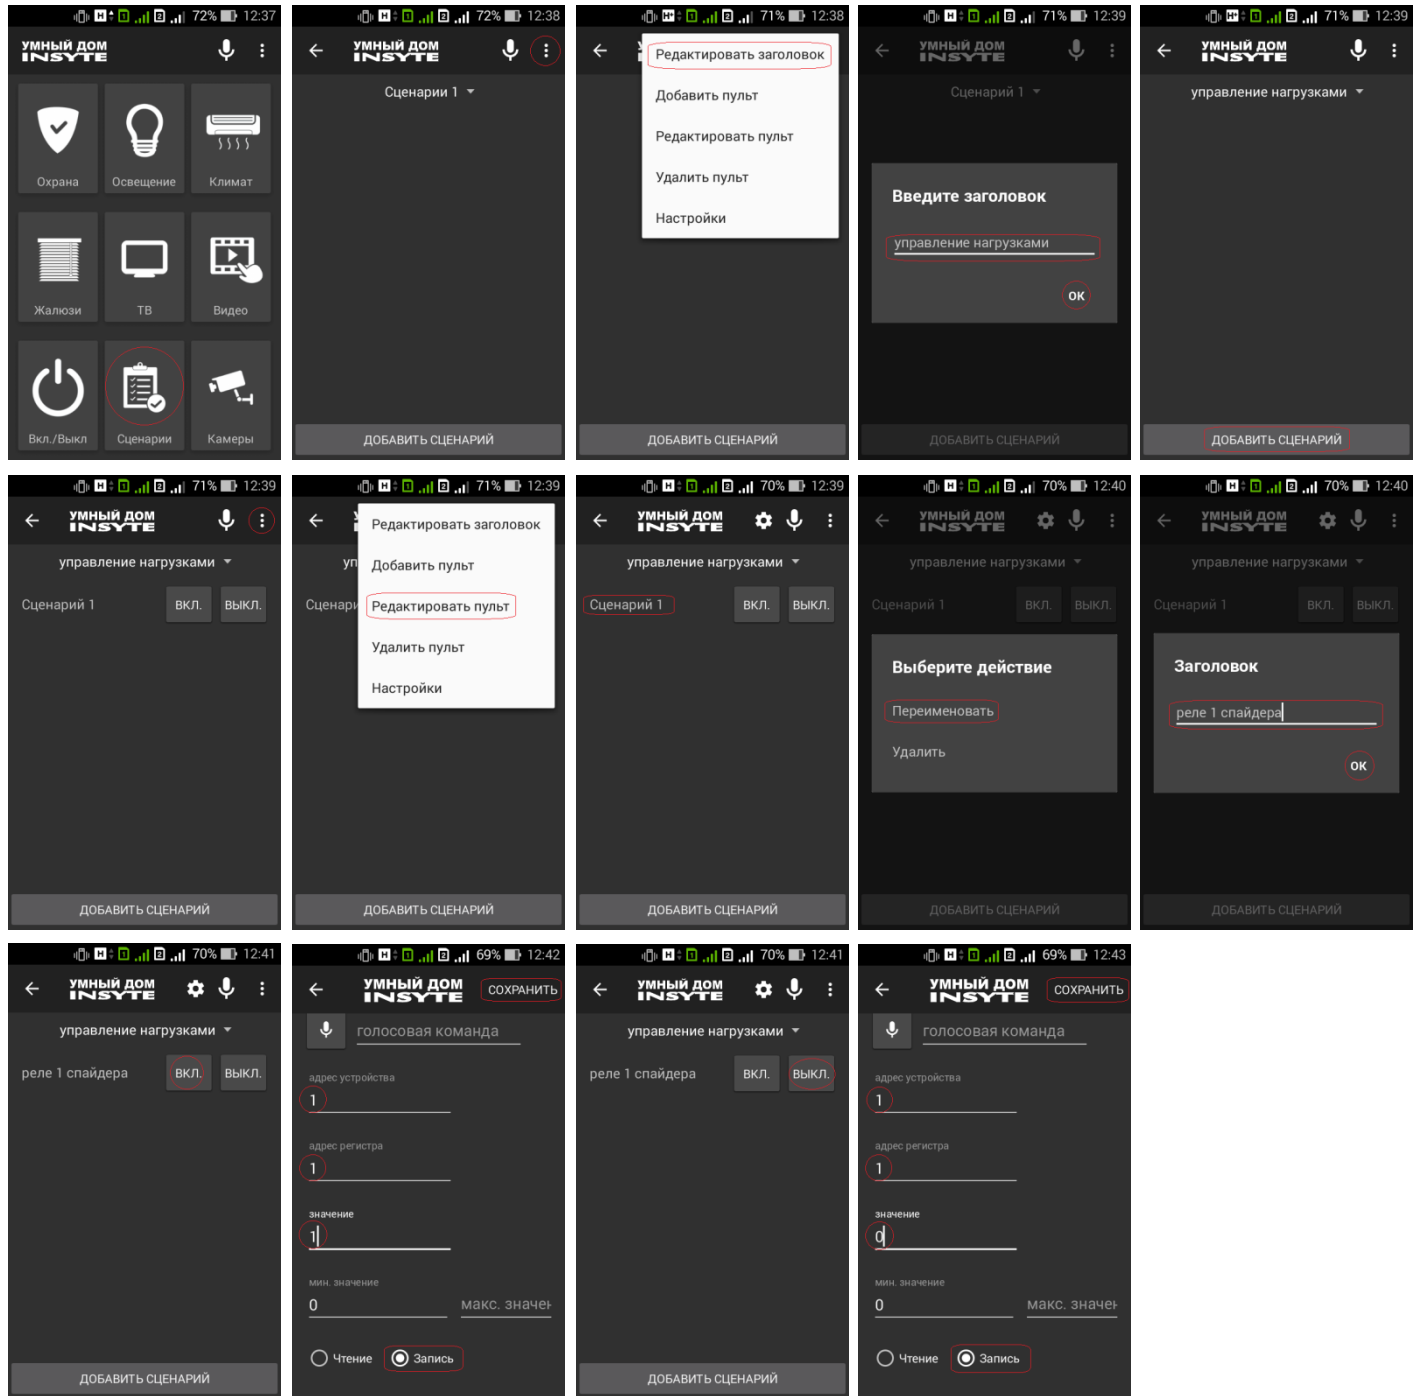 72% 12:37
УМНЫЙ ДОМ
INSYTE
Охрана
Освещение
Климат
Жалюзи
ТВ
Видео
Вкл./Выкл
Сценарии
Камеры
72% 12:38
УМНЫЙ ДОМ
INSYTE
Сценарии 1
ДОБАВИТЬ СЦЕНАРИЙ
71% 12:38
Редактировать заголовок
Добавить пульт
Редактировать пульт
Удалить пульт
Настройки
ДОБАВИТЬ СЦЕНАРИЙ
71% 12:39
УМНЫЙ ДОМ
INSYTE
Сценарий 1
Введите заголовок
управление нагрузками
ОК
ДОБАВИТЬ СЦЕНАРИЙ
71% 12:39
УМНЫЙ ДОМ
INSYTE
управление нагрузками
ДОБАВИТЬ СЦЕНАРИЙ
71% 12:39
УМНЫЙ ДОМ
INSYTE
управление нагрузками
Сценарий 1 ВКЛ. ВЫКЛ.
ДОБАВИТЬ СЦЕНАРИЙ
71% 12:39
уп
Сценари
Редактировать заголовок
Добавить пульт
Редактировать пульт
Удалить пульт
Настройки
ДОБАВИТЬ СЦЕНАРИЙ
70% 12:39
УМНЫЙ ДОМ
INSYTE
управление нагрузками
Сценарий 1 ВКЛ. ВЫКЛ.
ДОБАВИТЬ СЦЕНАРИЙ
70% 12:40
УМНЫЙ ДОМ
INSYTE
управление нагрузками
Сценарий 1 ВКЛ. ВЫКЛ.
Выберите действие
Переименовать
Удалить
ДОБАВИТЬ СЦЕНАРИЙ
70% 12:40
УМНЫЙ ДОМ
INSYTE
управление нагрузками
Сценарий 1 ВКЛ. ВЫКЛ.
Заголовок
реле 1 спайдера
ОК
ДОБАВИТЬ СЦЕНАРИЙ
70% 12:41
УМНЫЙ ДОМ
INSYTE
управление нагрузками
реле 1 спайдера ВКЛ. ВЫКЛ.
ДОБАВИТЬ СЦЕНАРИЙ
69% 12:42
УМНЫЙ ДОМ
INSYTE
СОХРАНИТЬ
голосовая команда
адрес устройства
1
адрес регистра
1
значение
1
мин. значение
0 макс. значен
Чтение Запись
70% 12:41
УМНЫЙ ДОМ
INSYTE
управление нагрузками
реле 1 спайдера ВКЛ. ВЫКЛ.
ДОБАВИТЬ СЦЕНАРИЙ
69% 12:43
УМНЫЙ ДОМ
INSYTE
СОХРАНИТЬ
голосовая команда
адрес устройства
1
адрес регистра
1
значение
0
мин. значение
0 макс. значен
Чтение Запись